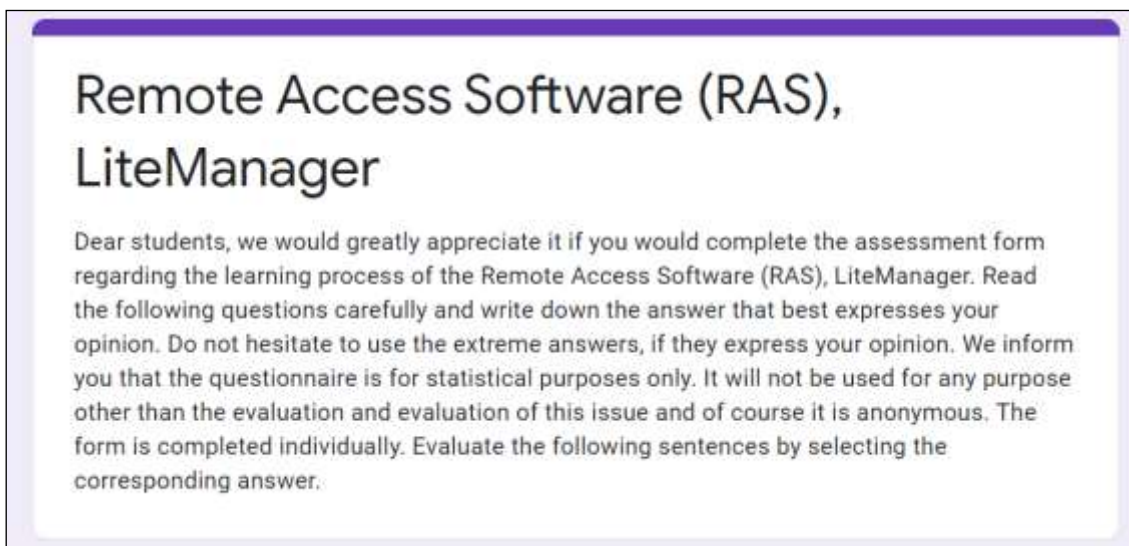 Remote Access Software (RAS),
LiteManager
Dear students, we would greatly appreciate it if you would complete the assessment form
regarding the learning process of the Remote Access Software (RAS), LiteManager. Read
the following questions carefully and write down the answer that best expresses your
opinion. Do not hesitate to use the extreme answers, if they express your opinion. We inform
you that the questionnaire is for statistical purposes only. It will not be used for any purpose
other than the evaluation and evaluation of this issue and of course it is anonymous. The
form is completed individually. Evaluate the following sentences by selecting the
corresponding answer.